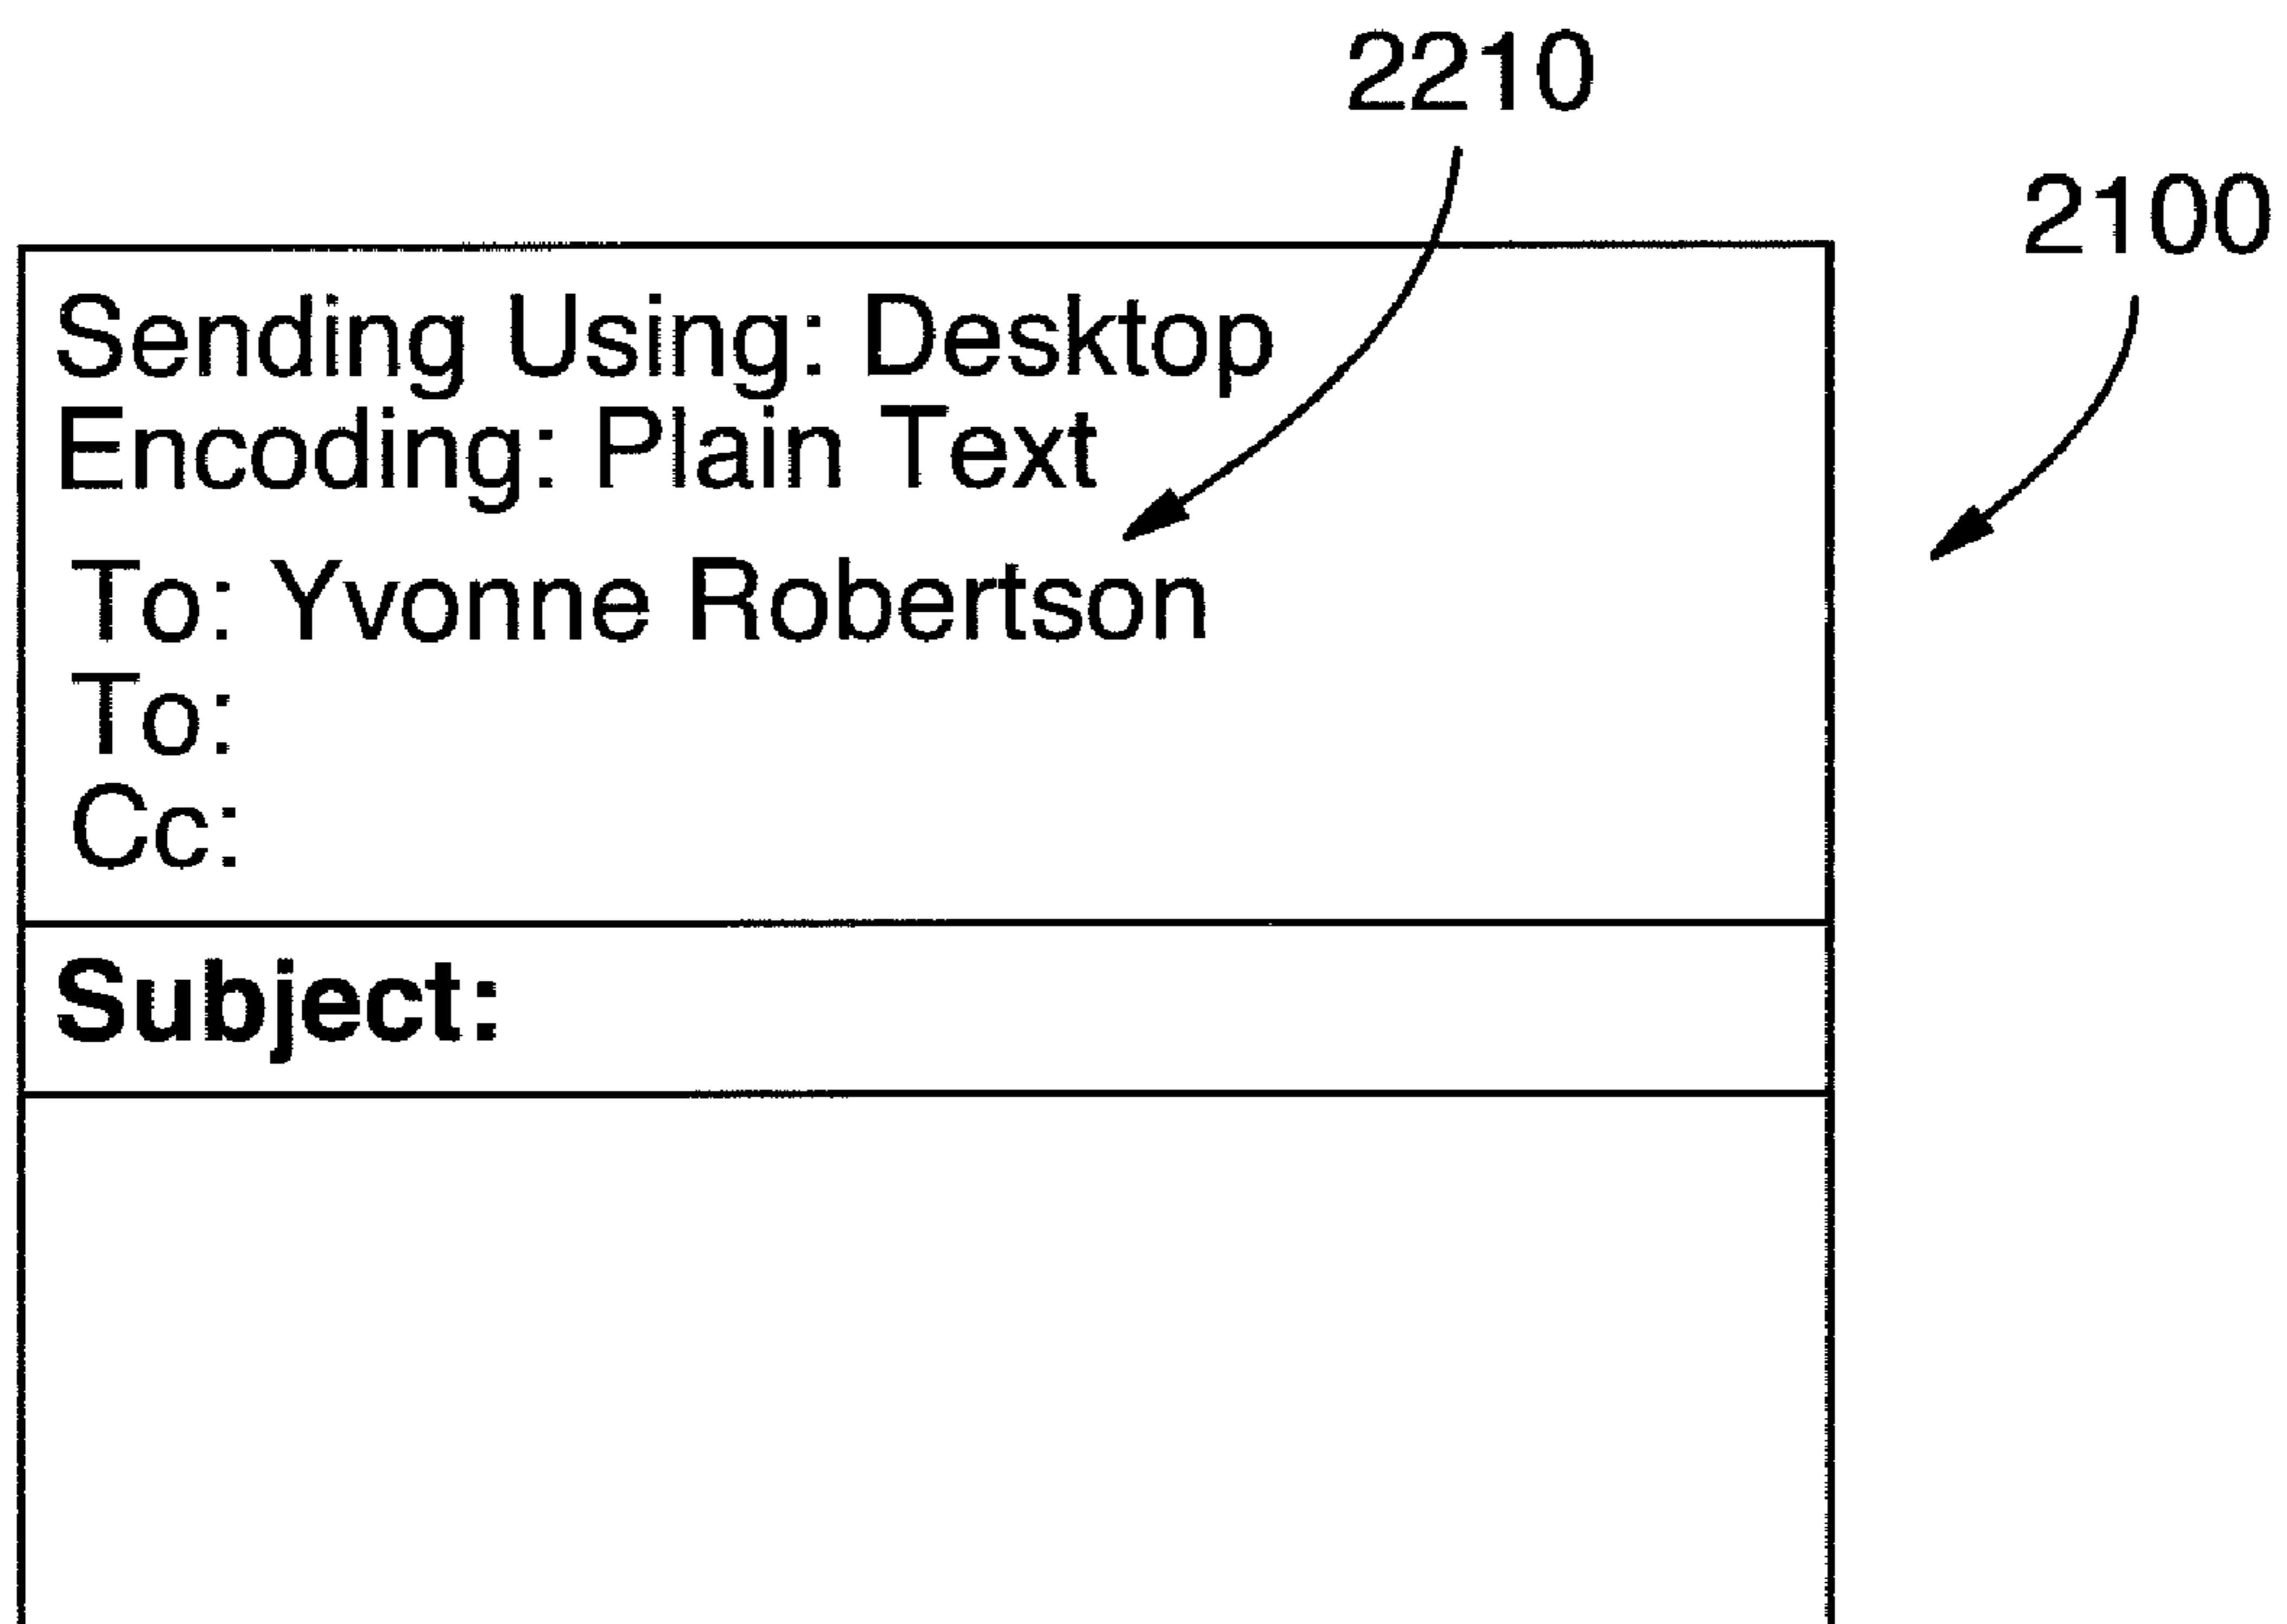 2210
2100
Sending Using: Desktop
Encoding: Plain Text
To: Yvonne Robertson
To:
Cc:
Subject: